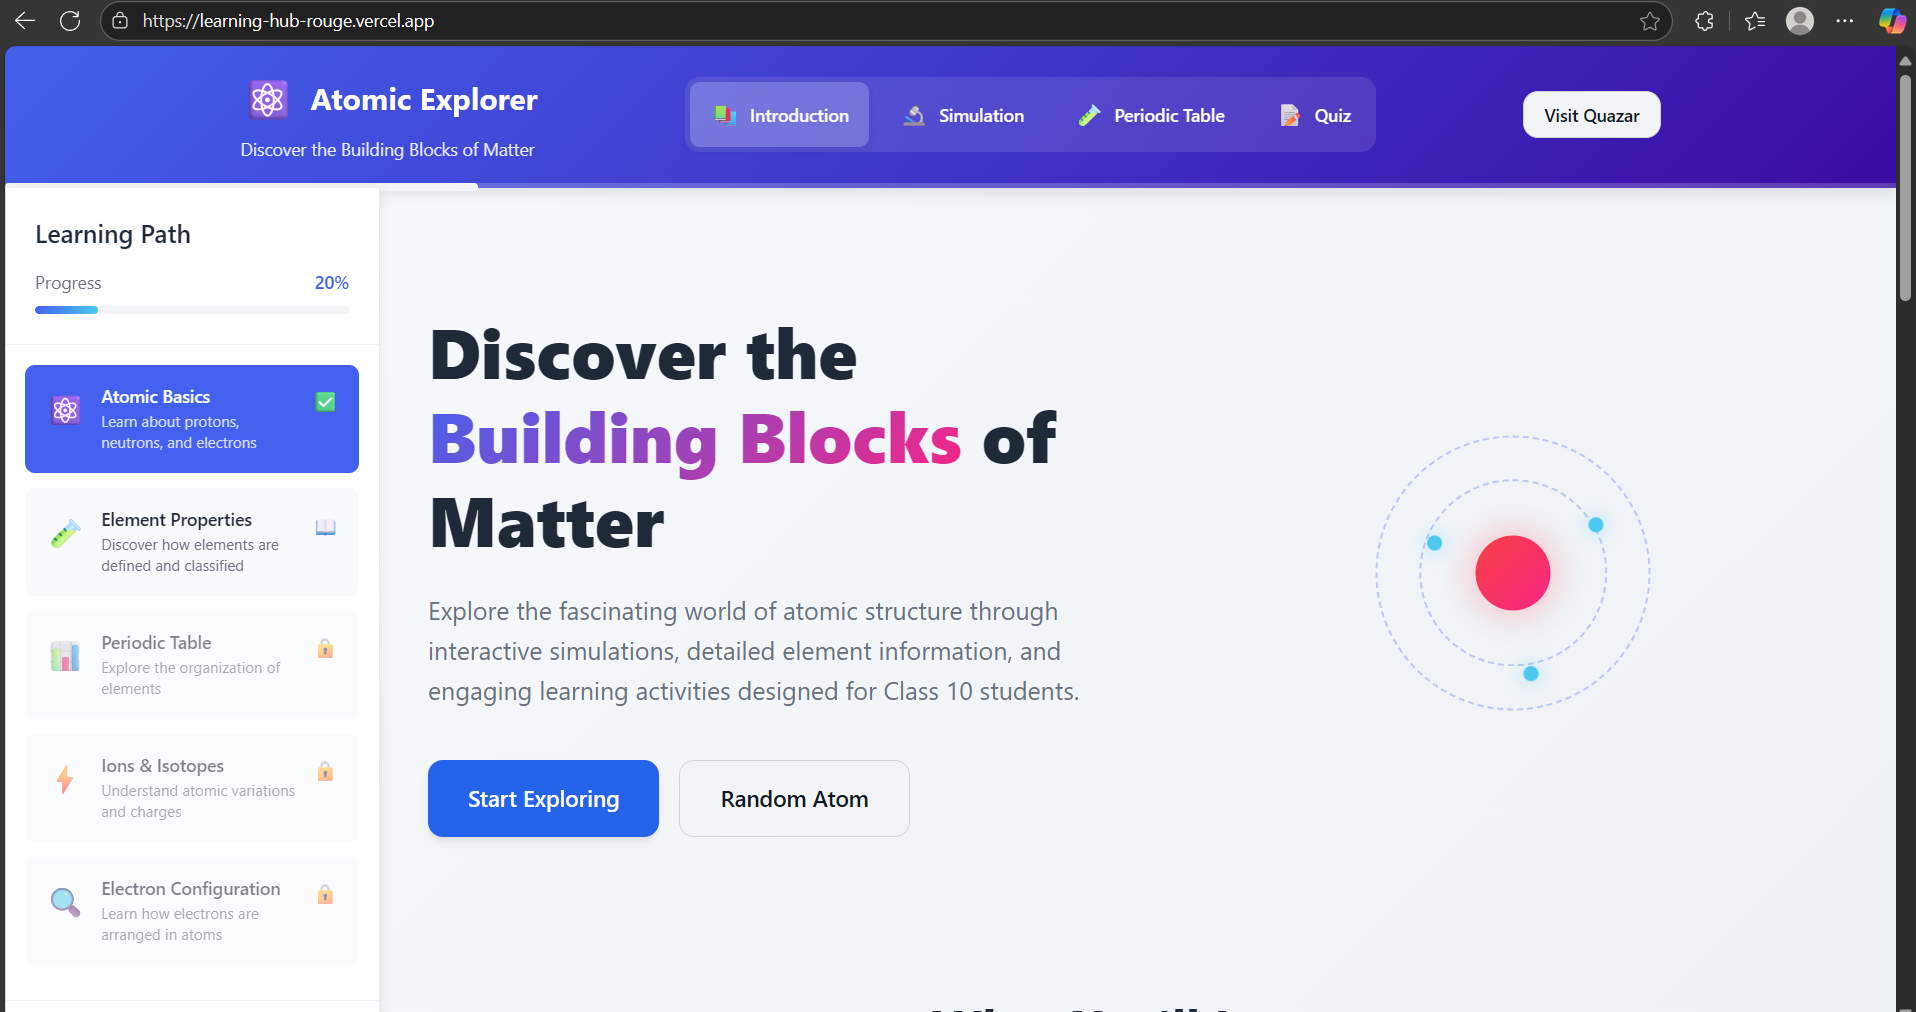 https://learning-hub-rouge.vercel.app
Atomic Explorer
Discover the Building Blocks of Matter
Introduction
Simulation
Periodic Table
Quiz
Visit Quazar
Learning Path
Progress
20%
Atomic Basics
Learn about protons,
neutrons, and electrons
Element Properties
Discover how elements are
defined and classified
Periodic Table
Explore the organization of
elements
Ions & Isotopes
Understand atomic variations
and charges
Electron Configuration
Learn how electrons are
arranged in atoms
Discover the
Building Blocks of
Matter
Explore the fascinating world of atomic structure through
interactive simulations, detailed element information, and
engaging learning activities designed for Class 10 students.
Start Exploring
Random Atom